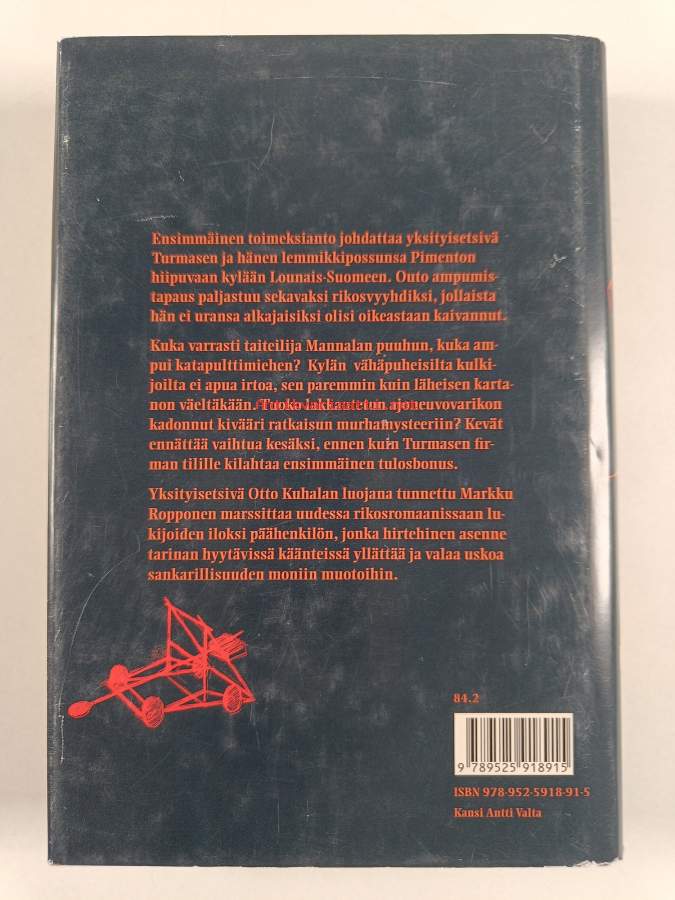 Ensimmäinen toimeksianto johdattaa yksityisetsivä
Turmasen ja hänen lemmikkipossunsa Pimenton
hiipuvaan kylään Lounais-Suomeen. Outo ampumis-
tapaus paljastuu sekavaksi rikosvyyhdiksi, jollaista
hän ei uransa alkajaisiksi olisi oikeastaan kaivannut.
Kuka varrasti taiteilija Mannalan puuhun, kuka am-
pui katapulttimiehen? Kylän vähäpuheisilta kulki-
joilta ei apua irtoa, sen paremmin kuin läheisen karta-
non väeltäkään. Tuoko lakkautetun ajoneuvovarikon
kadonnut kivääri ratkaisun murhamysteeriin? Kevät
ennättää vaihtua kesäksi, ennen kuin Turmasen fir-
man tilille kilahtaa ensimmäinen tulosbonus.
Yksityisetsivä Otto Kuhalan luojana tunnettu Markku
Ropponen marssittaa uudessa rikosromaanissaan lu-
kijoiden iloksi päähenkilön, jonka hirtehinen asenne
tarinan hyytävissä käänteissä yllättää ja valaa uskoa
sankarillisuuden moniin muotoihin.
84.2
9 789525 918915
ISBN 978-952-5918-91-5
Kansi Antti Valta